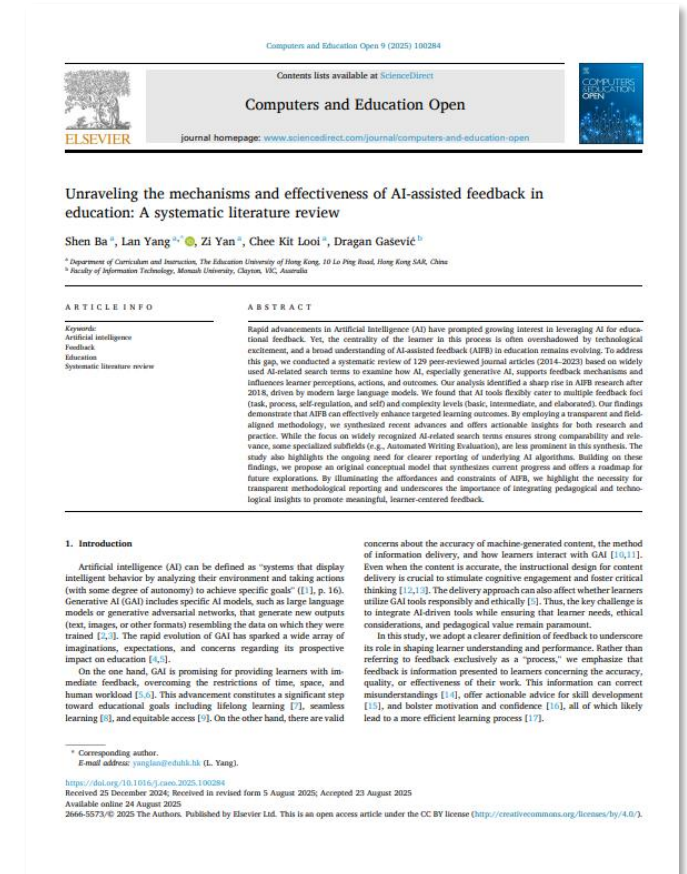 Computers and Education Open 9 (2025) 100284
Contents lists available at ScienceDirect
Computers and Education Open
journal homepage: www.sciencedirect.com/journal/computers-and-education-open
ELSEVIER
COMPUTERS
& EDUCATION
OPEN
Unraveling the mechanisms and effectiveness of AI-assisted feedback in
education: A systematic literature review
Shen Ba a, Lan Yang a,*, Zi Yan a, Chee Kit Looi a, Dragan Gašević b
a Department of Curriculum and Instruction, The Education University of Hong Kong, 10 Lo Ping Road, Hong Kong SAR, China
b Faculty of Information Technology, Monash University, Clayton, VIC, Australia
ARTICLE INFO
Keywords:
Artificial intelligence
Feedback
Education
Systematic literature review
ABSTRACT
Rapid advancements in Artificial Intelligence (AI) have prompted growing interest in leveraging AI for educa-
tional feedback. Yet, the centrality of the learner in this process is often overshadowed by technological
excitement, and a broad understanding of AI-assisted feedback (AIFB) in education remains evolving. To address
this gap, we conducted a systematic review of 129 peer-reviewed journal articles (2014–2023) based on widely
used AI-related search terms to examine how AI, especially generative AI, supports feedback mechanisms and
influences learner perceptions, actions, and outcomes. Our analysis identified a sharp rise in AIFB research after
2018, driven by modern large language models. We found that AI tools flexibly cater to multiple feedback foci
(task, process, self-regulation, and self) and complexity levels (basic, intermediate, and elaborated). Our findings
demonstrate that AIFB can effectively enhance targeted learning outcomes. By employing a transparent and field-
aligned methodology, we synthesized recent advances and offers actionable insights for both research and
practice. While the focus on widely recognized AI-related search terms ensures strong comparability and rele-
vance, some specialized subfields (e.g., Automated Writing Evaluation), are less prominent in this synthesis. The
study also highlights the ongoing need for clearer reporting of underlying AI algorithms. Building on these
findings, we propose an original conceptual model that synthesizes current progress and offers a roadmap for
future explorations. By illuminating the affordances and constraints of AIFB, we highlight the necessity for
transparent methodological reporting and underscores the importance of integrating pedagogical and techno-
logical insights to promote meaningful, learner-centered feedback.
1. Introduction
Artificial intelligence (AI) can be defined as “systems that display
intelligent behavior by analyzing their environment and taking actions
(with some degree of autonomy) to achieve specific goals” ([1], p. 16).
Generative AI (GAI) includes specific AI models, such as large language
models or generative adversarial networks, that generate new outputs
(text, images, or other formats) resembling the data on which they were
trained [2,3]. The rapid evolution of GAI has sparked a wide array of
imaginations, expectations, and concerns regarding its prospective
impact on education [4,5].
On the one hand, GAI is promising for providing learners with im-
mediate feedback, overcoming the restrictions of time, space, and
human workload [5,6]. This advancement constitutes a significant step
toward educational goals including lifelong learning [7], seamless
learning [8], and equitable access [9]. On the other hand, there are valid
concerns about the accuracy of machine-generated content, the method
of information delivery, and how learners interact with GAI [10,11].
Even when the content is accurate, the instructional design for content
delivery is crucial to stimulate cognitive engagement and foster critical
thinking [12,13]. The delivery approach can also affect whether learners
utilize GAI tools responsibly and ethically [5]. Thus, the key challenge is
to integrate AI-driven tools while ensuring that learner needs, ethical
considerations, and pedagogical value remain paramount.
In this study, we adopt a clearer definition of feedback to underscore
its role in shaping learner understanding and performance. Rather than
referring to feedback exclusively as a “process,” we emphasize that
feedback is information presented to learners concerning the accuracy,
quality, or effectiveness of their work. This information can correct
misunderstandings [14], offer actionable advice for skill development
[15], and bolster motivation and confidence [16], all of which likely
lead to a more efficient learning process [17].
* Corresponding author.
E-mail address: yanglan@eduhk.hk (L. Yang).
https://doi.org/10.1016/j.caeo.2025.100284
Received 25 December 2024; Received in revised form 5 August 2025; Accepted 23 August 2025
Available online 24 August 2025
2666-5573/© 2025 The Authors. Published by Elsevier Ltd. This is an open access article under the CC BY license (http://creativecommons.org/licenses/by/4.0/).